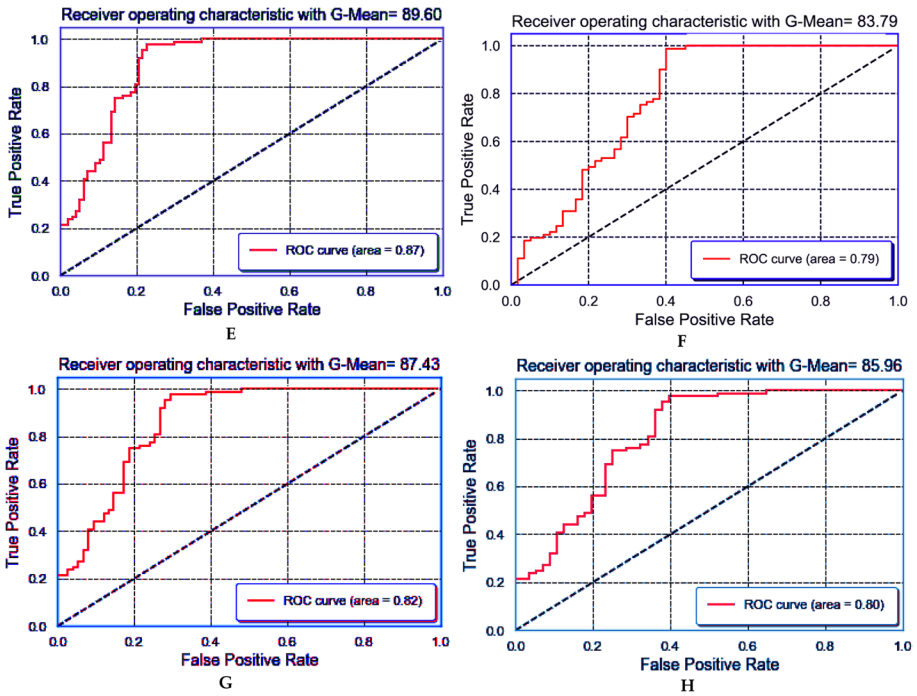 Receiver operating characteristic with G-Mean= 89.60
1.0
0.8
0.6
0.4
0.2
0.0
True Positive Rate
ROC curve (area = 0.87)
0.0 0.2 0.4 0.6 0.8 1.0
False Positive Rate
E
Receiver operating characteristic with G-Mean= 83.79
1.0
0.8
0.6
0.4
0.2
0.0
True Positive Rate
ROC curve (area = 0.79)
0.0 0.2 0.4 0.6 0.8 1.0
False Positive Rate
F
Receiver operating characteristic with G-Mean= 87.43
1.0
0.8
0.6
0.4
0.2
0.0
True Positive Rate
ROC curve (area = 0.82)
0.0 0.2 0.4 0.6 0.8 1.0
False Positive Rate
G
Receiver operating characteristic with G-Mean= 85.96
1.0
0.8
0.6
0.4
0.2
0.0
True Positive Rate
ROC curve (area = 0.80)
0.0 0.2 0.4 0.6 0.8 1.0
False Positive Rate
H